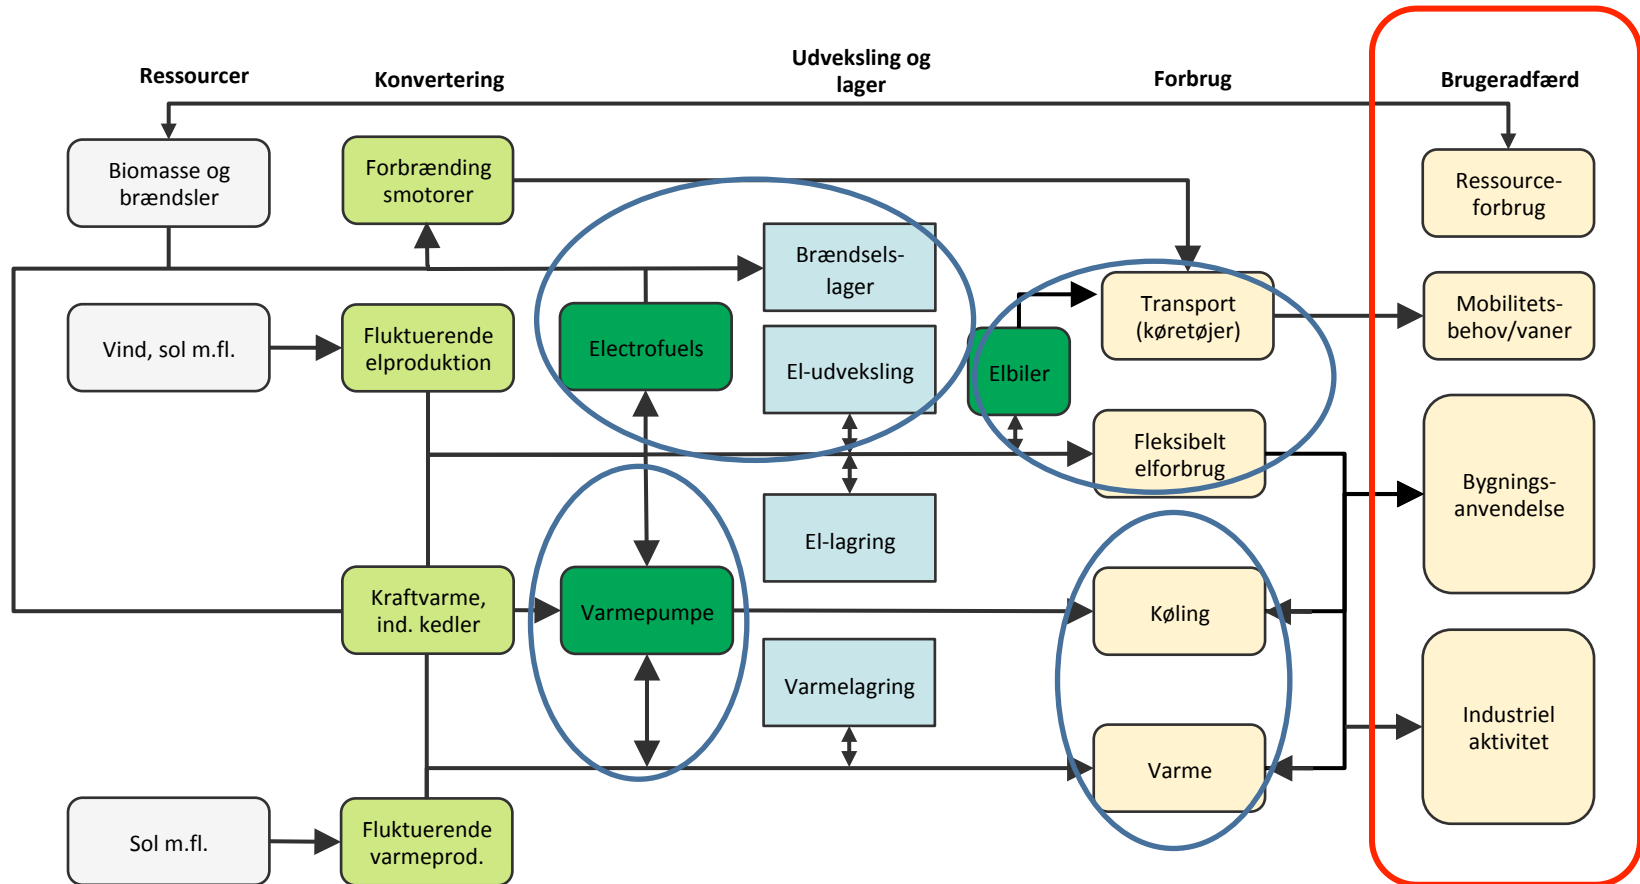 Ressourcer
Konvertering
Udveksling og
lager
Forbrug
Brugeradfærd
Biomasse og
brændsler
Forbrænding
smotorer
Ressource-
forbrug
Brændsels-
lager
Vind, sol m.fl.
Fluktuerende
elproduktion
Electrofuels
El-udveksling
Elbiler
Transport
(køretøjer)
Mobilitets-
behov/vaner
Fleksibelt
elforbrug
Bygnings-
anvendelse
El-lagring
Kraftvarme,
ind. kedler
Varmepumpe
Køling
Varmelagring
Varme
Industriel
aktivitet
Sol m.fl.
Fluktuerende
varmeprod.